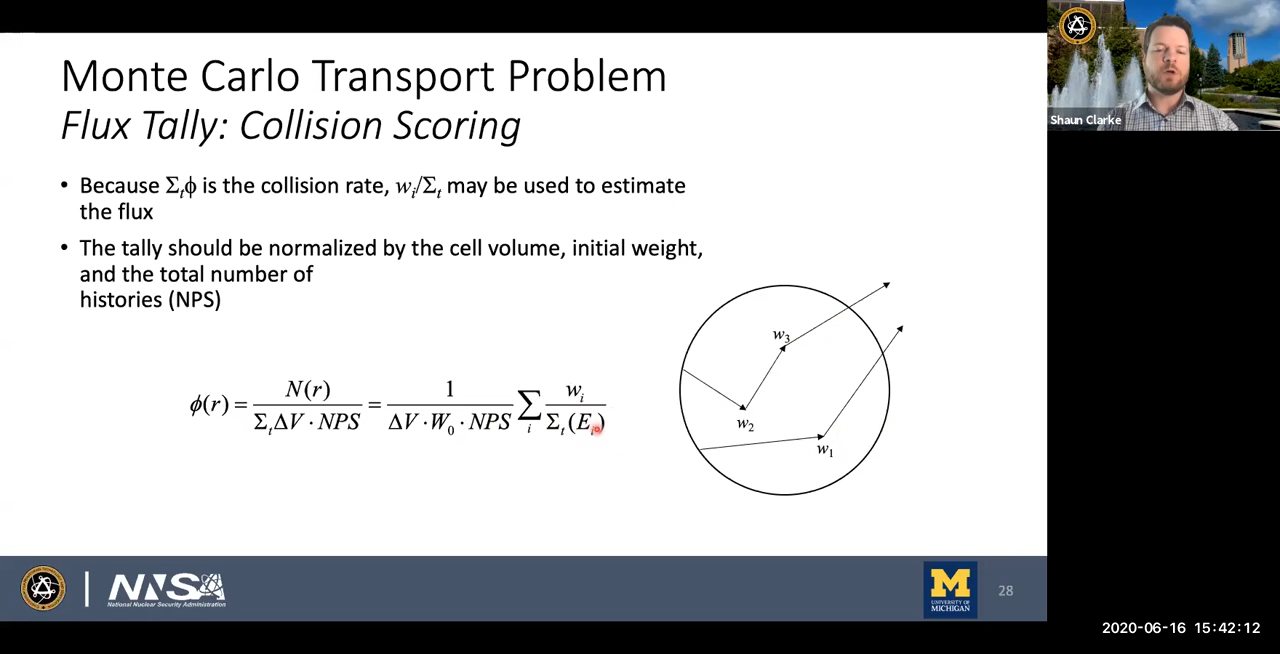 Monte Carlo Transport Problem
Flux Tally: Collision Scoring
• Because Σₜϕ is the collision rate, wᵢ/Σₜ may be used to estimate
the flux
• The tally should be normalized by the cell volume, initial weight,
and the total number of
histories (NPS)
ϕ(r) = N(r) / (Σₜ ΔV · NPS) = 1 / (ΔV · W₀ · NPS) ∑ᵢ wᵢ / Σₜ(Eᵢ)
w₃
w₂
w₁
NNSA
National Nuclear Security Administration
M
UNIVERSITY OF
MICHIGAN
28
Shaun Clarke
2020-06-16 15:42:12